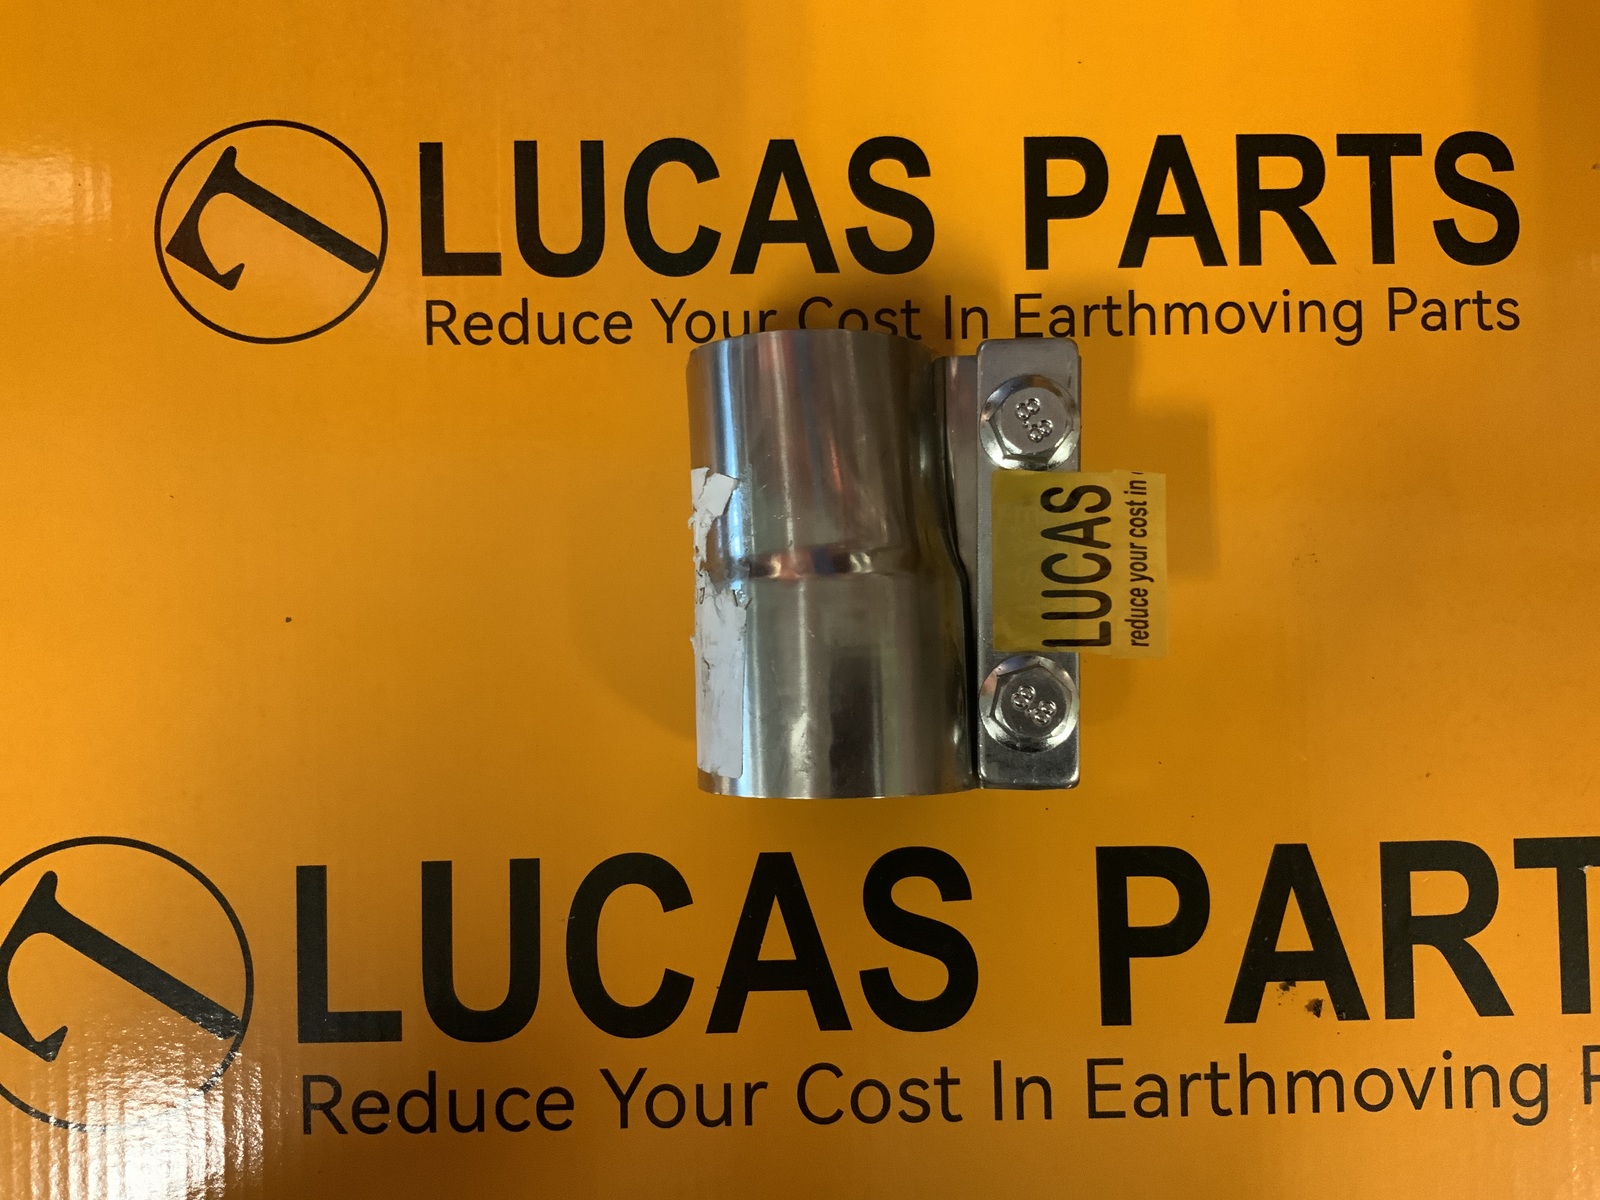 LUCAS PARTS
Reduce Your Cost In Earthmoving Parts
8.8
LUCAS
reduce your cost in
8.8
LUCAS PART
Reduce Your Cost In Earthmoving P